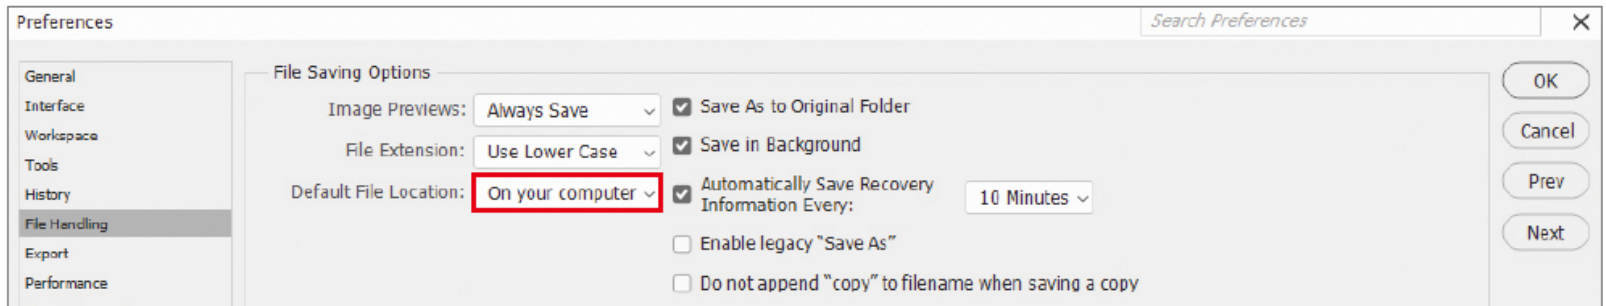 Preferences
Search Preferences
General
Interface
Workspace
Tools
History
File Handling
Export
Performance
File Saving Options
Image Previews: Always Save
File Extension: Use Lower Case
Default File Location: On your computer
Save As to Original Folder
Save in Background
Automatically Save Recovery
Information Every: 10 Minutes
Enable legacy “Save As”
Do not append “copy” to filename when saving a copy
OK
Cancel
Prev
Next